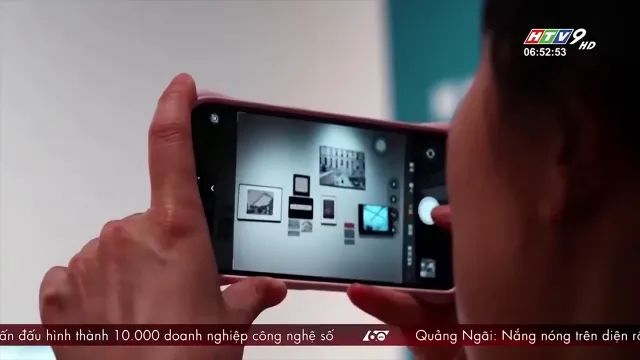 HTV9 HD
06:52:53
ấn đấu hình thành 10.000 doanh nghiệp công nghệ số
Quảng Ngãi: Nắng nóng trên diện r